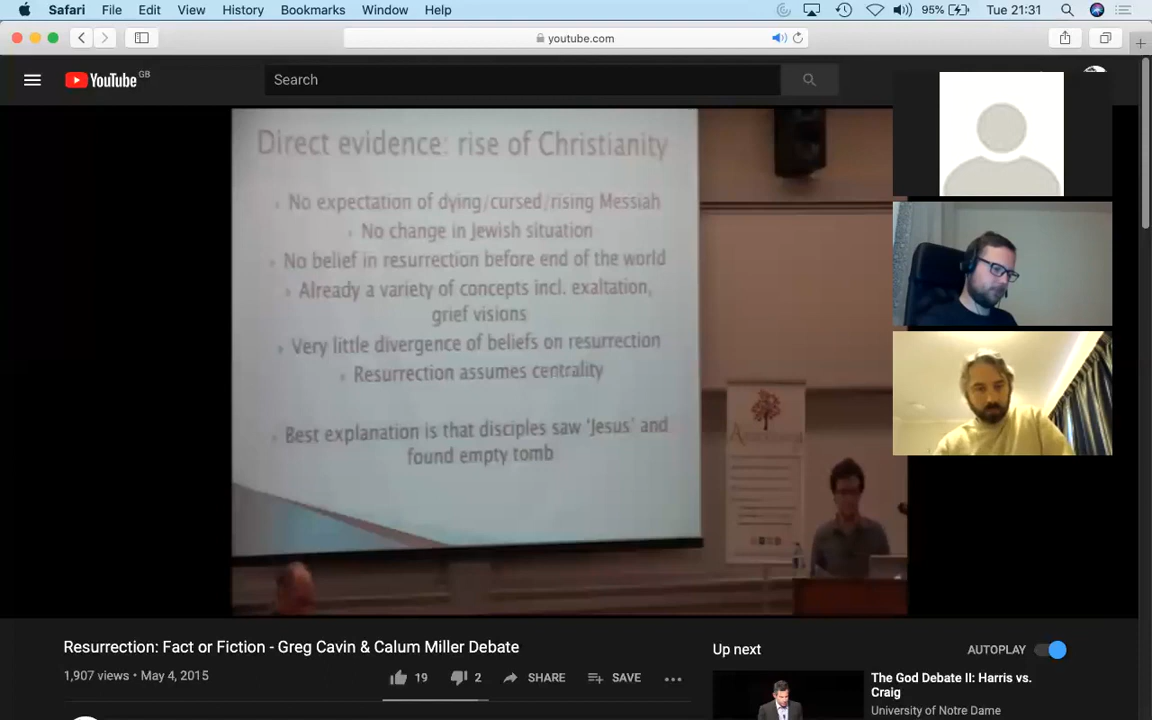 Safari File Edit View History Bookmarks Window Help 95% Tue 21:31
youtube.com
YouTube GB Search
Direct evidence: rise of Christianity
No expectation of dying/cursed/rising Messiah
No change in Jewish situation
No belief in resurrection before end of the world
Already a variety of concepts incl. exaltation,
grief visions
Very little divergence of beliefs on resurrection
Resurrection assumes centrality
Best explanation is that disciples saw 'Jesus' and
found empty tomb
Resurrection: Fact or Fiction - Greg Cavin & Calum Miller Debate
1,907 views • May 4, 2015
19 2 SHARE SAVE
Up next AUTOPLAY
The God Debate II: Harris vs.
Craig
University of Notre Dame